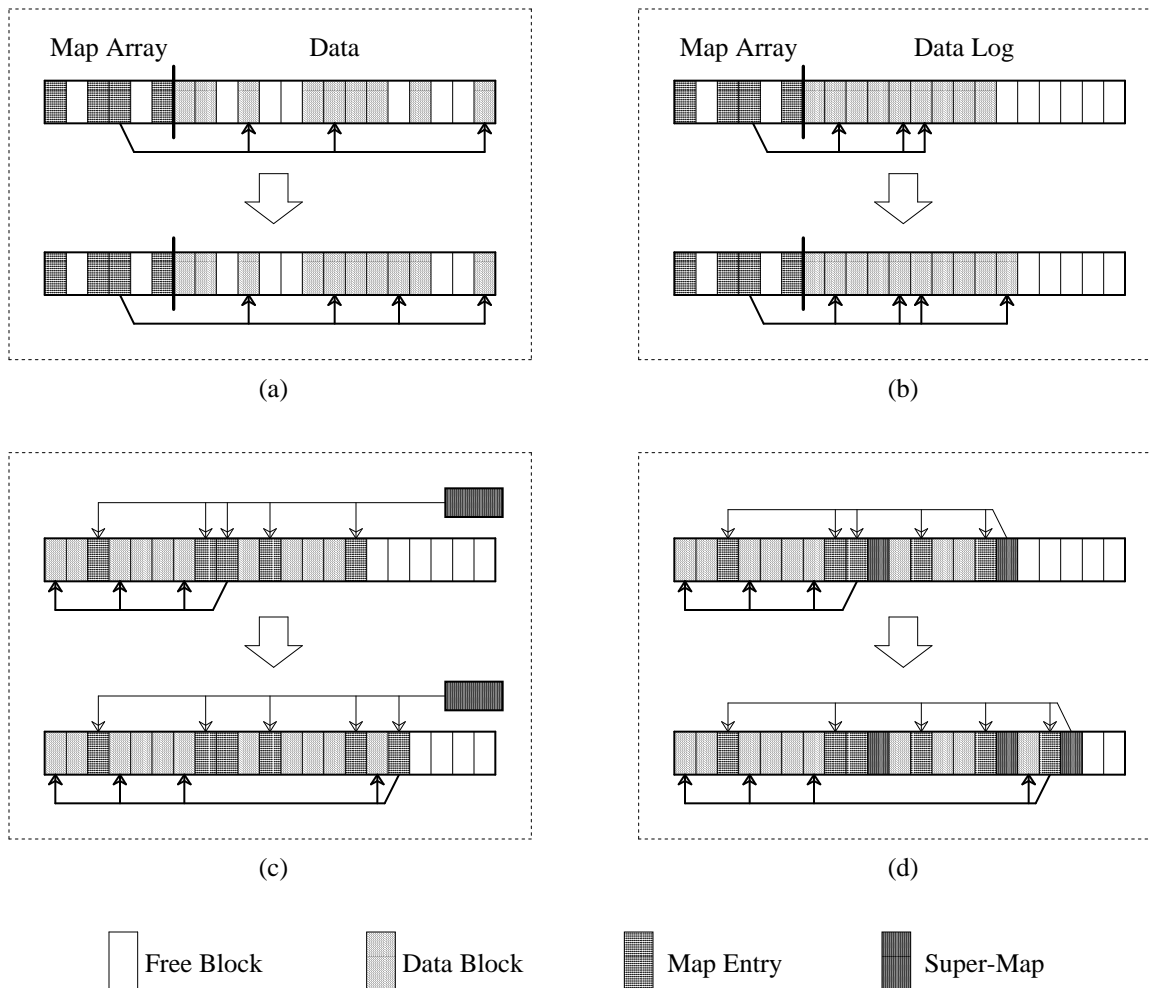 Map Array Data
Map Array Data Log
(a)
(b)
(c)
(d)
Free Block Data Block Map Entry Super-Map